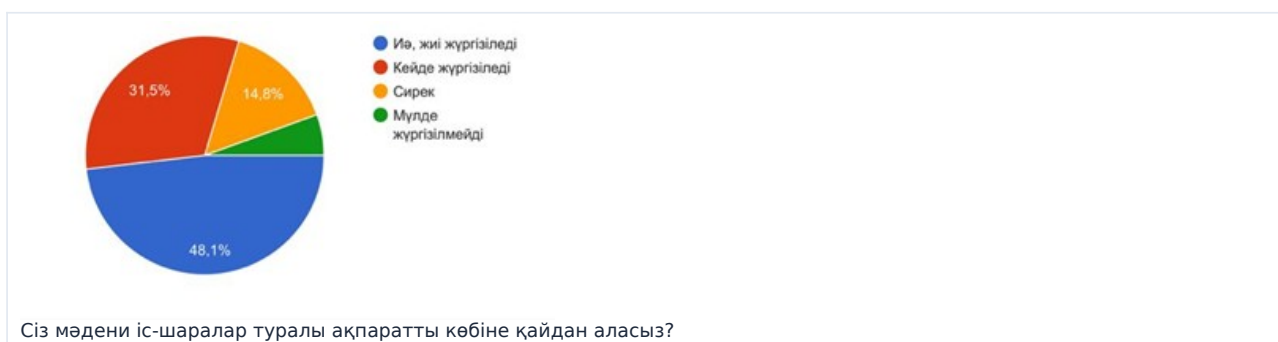 Иә, жиі жүргізіледі
Кейде жүргізіледі
Сирек
Мүлде
жүргізілмейді
31,5%
14,8%
48,1%
Сіз мәдени іс-шаралар туралы ақпаратты көбіне қайдан аласыз?